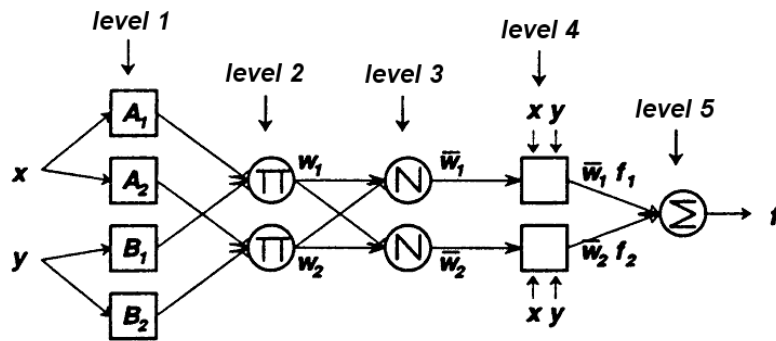 level 1
level 2
level 3
level 4
level 5
x
y
A₁
A₂
B₁
B₂
Π
Π
w₁
w₂
N
N
w̅₁
w̅₂
x y
x y
w̅₁ f₁
w̅₂ f₂
Σ
f